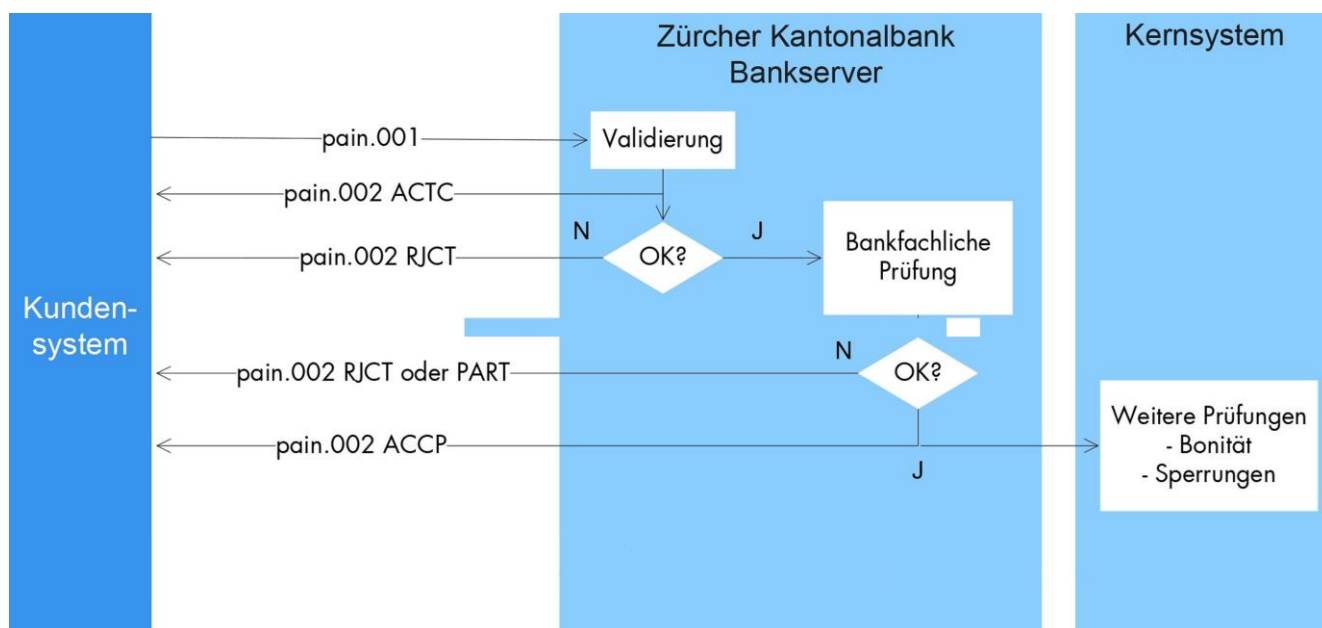 Zürcher Kantonalbank
Bankserver
Kernsystem
pain.001
Validierung
pain.002 ACTC
N
J
pain.002 RJCT
OK?
Bankfachliche
Prüfung
Kunden-
system
N
pain.002 RJCT oder PART
OK?
Weitere Prüfungen
- Bonität
- Sperrungen
pain.002 ACCP
J